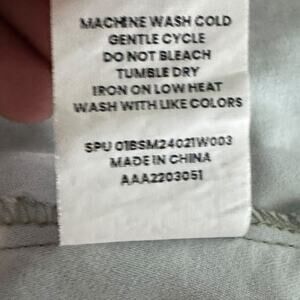 MACHINE WASH COLD
GENTLE CYCLE
DO NOT BLEACH
TUMBLE DRY
IRON ON LOW HEAT
WASH WITH LIKE COLORS
SPU 01BSM24021W003
MADE IN CHINA
AAA2203051